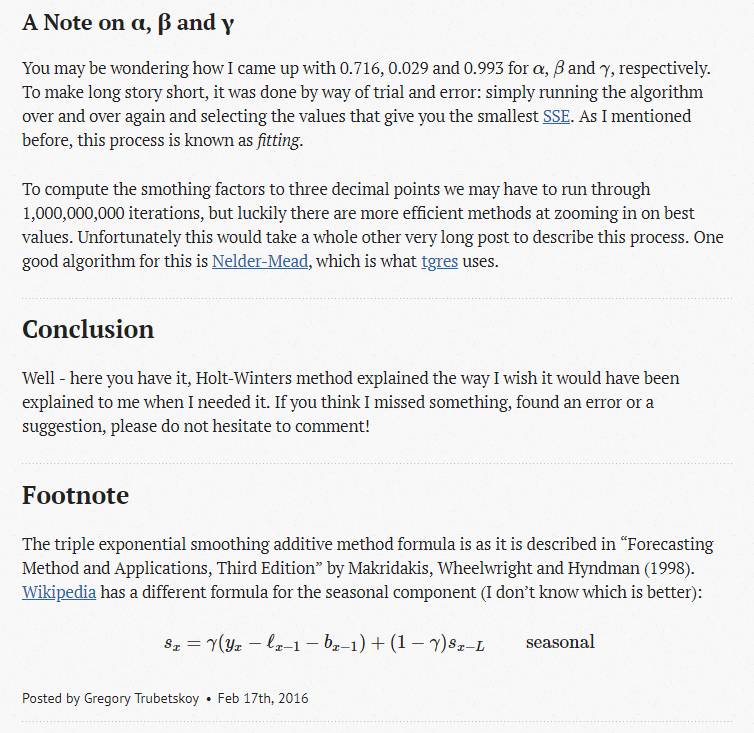 A Note on α, β and γ
You may be wondering how I came up with 0.716, 0.029 and 0.993 for α, β and γ, respectively.
To make long story short, it was done by way of trial and error: simply running the algorithm
over and over again and selecting the values that give you the smallest SSE. As I mentioned
before, this process is known as fitting.
To compute the smothing factors to three decimal points we may have to run through
1,000,000,000 iterations, but luckily there are more efficient methods at zooming in on best
values. Unfortunately this would take a whole other very long post to describe this process. One
good algorithm for this is Nelder-Mead, which is what tgres uses.
Conclusion
Well - here you have it, Holt-Winters method explained the way I wish it would have been
explained to me when I needed it. If you think I missed something, found an error or a
suggestion, please do not hesitate to comment!
Footnote
The triple exponential smoothing additive method formula is as it is described in “Forecasting
Method and Applications, Third Edition” by Makridakis, Wheelwright and Hyndman (1998).
Wikipedia has a different formula for the seasonal component (I don’t know which is better):
sₓ = γ(yₓ − ℓₓ₋₁ − bₓ₋₁) + (1 − γ)sₓ₋L seasonal
Posted by Gregory Trubetskoy • Feb 17th, 2016